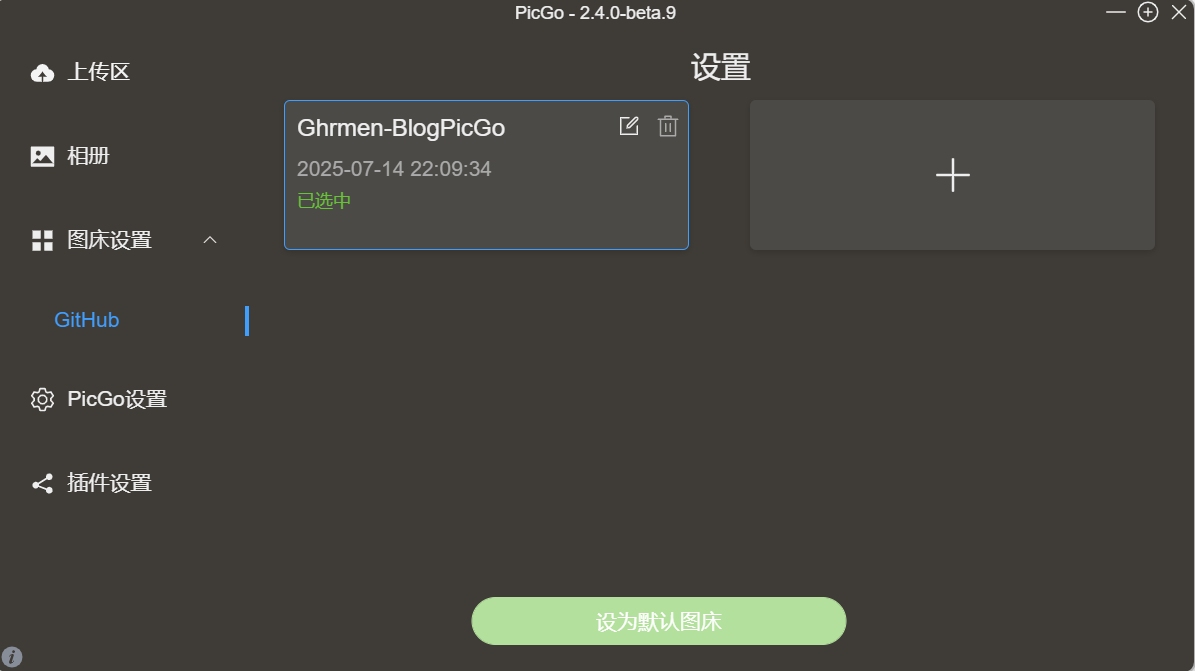 PicGo - 2.4.0-beta.9
上传区
相册
图床设置
GitHub
PicGo设置
插件设置
设置
Ghrmen-BlogPicGo
2025-07-14 22:09:34
已选中
设为默认图床